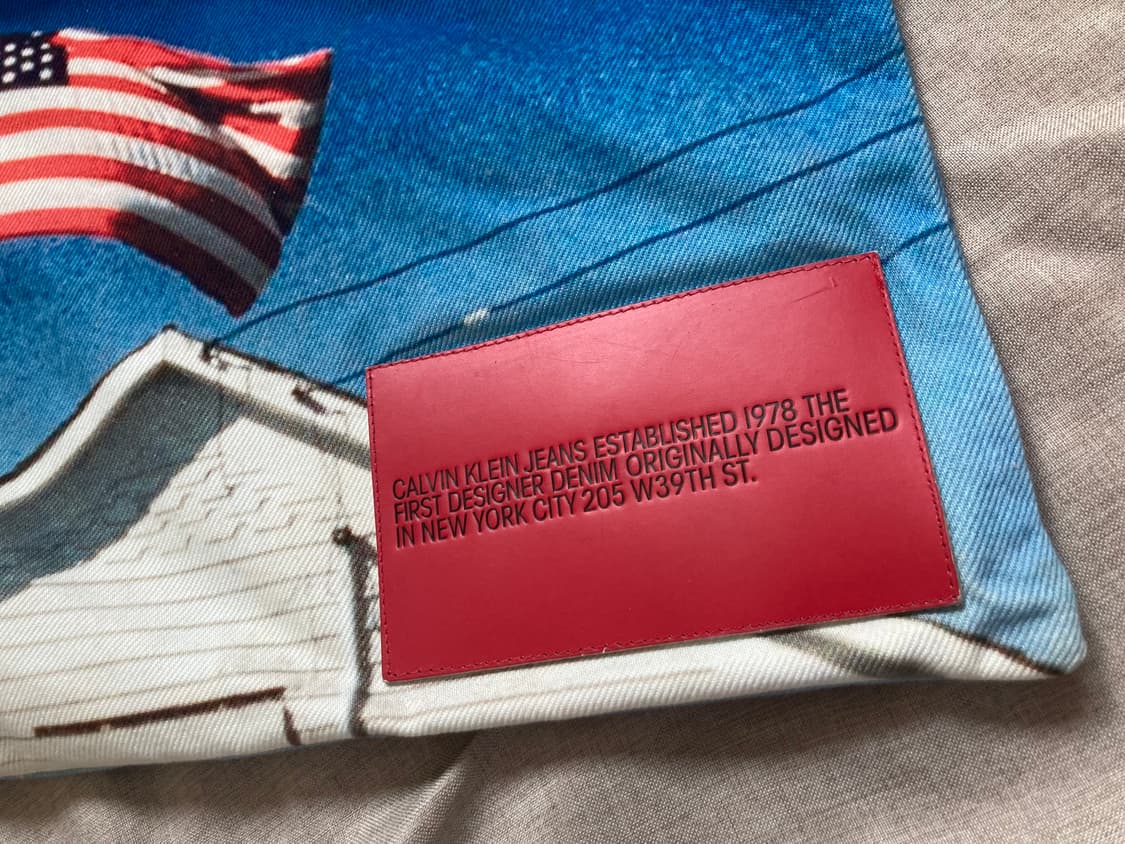 CALVIN KLEIN JEANS ESTABLISHED 1978 THE
FIRST DESIGNER DENIM ORIGINALLY DESIGNED
IN NEW YORK CITY 205 W39TH ST.